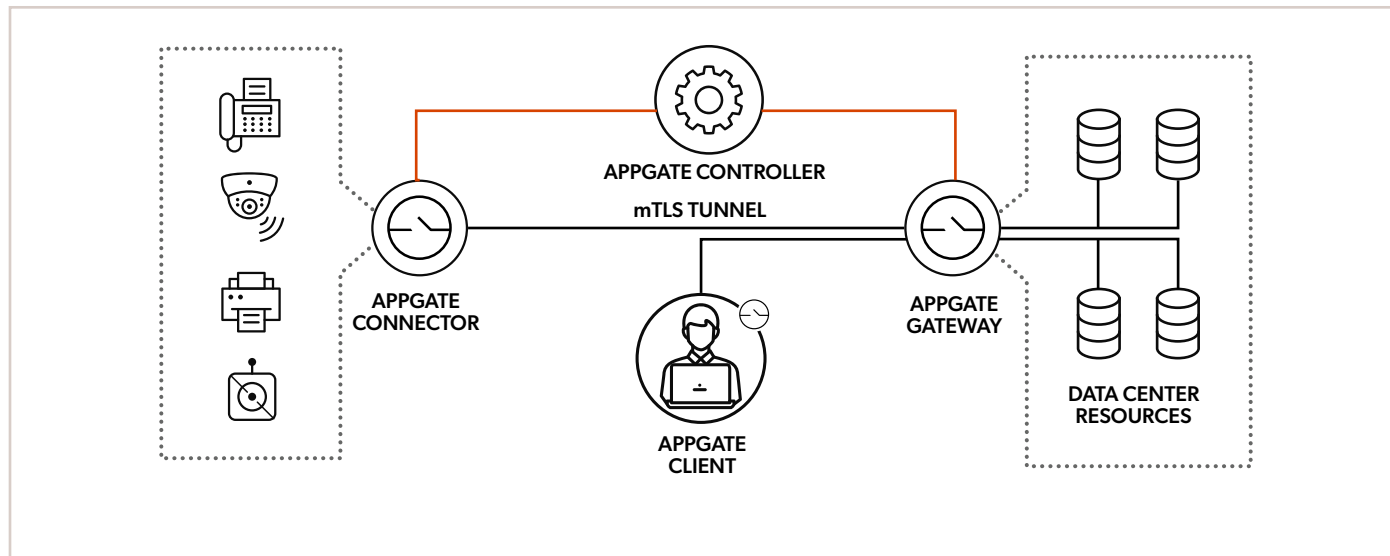 APPGATE CONTROLLER
mTLS TUNNEL
APPGATE
CONNECTOR
APPGATE
GATEWAY
APPGATE
CLIENT
DATA CENTER
RESOURCES